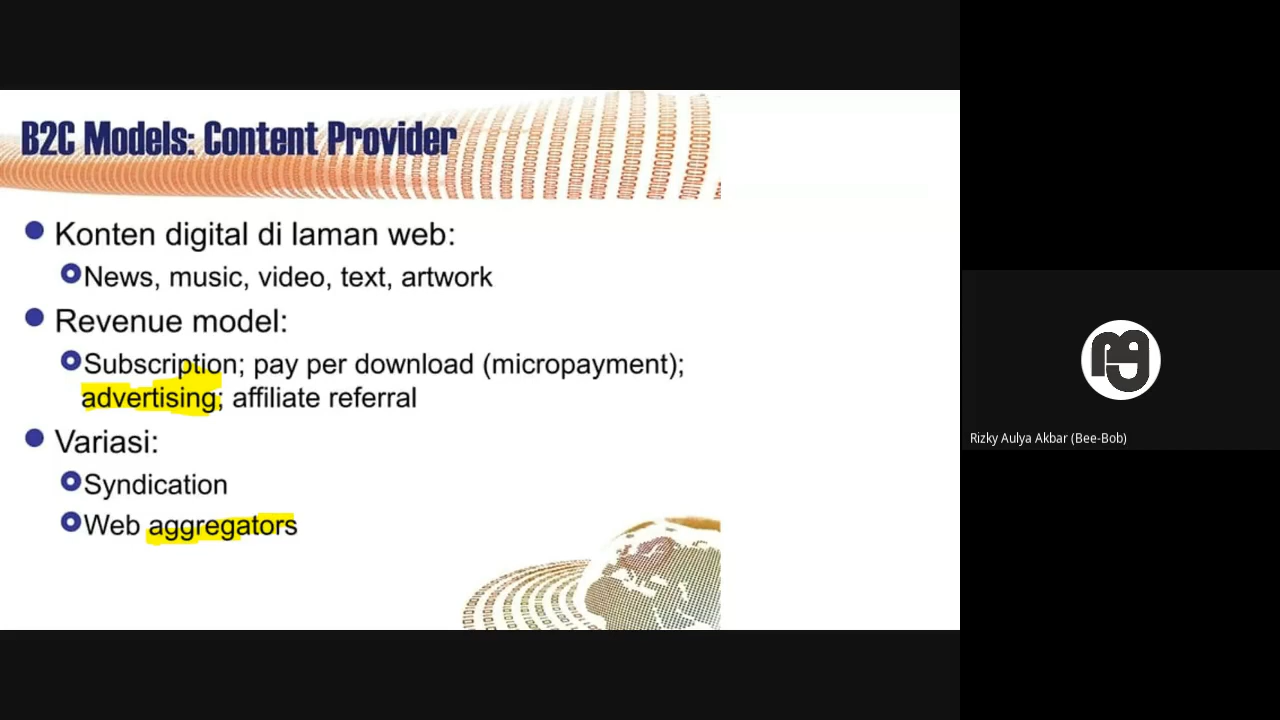 B2C Models: Content Provider
Konten digital di laman web:
News, music, video, text, artwork
Revenue model:
Subscription; pay per download (micropayment);
advertising; affiliate referral
Variasi:
Syndication
Web aggregators
Rizky Aulya Akbar (Bee-Bob)